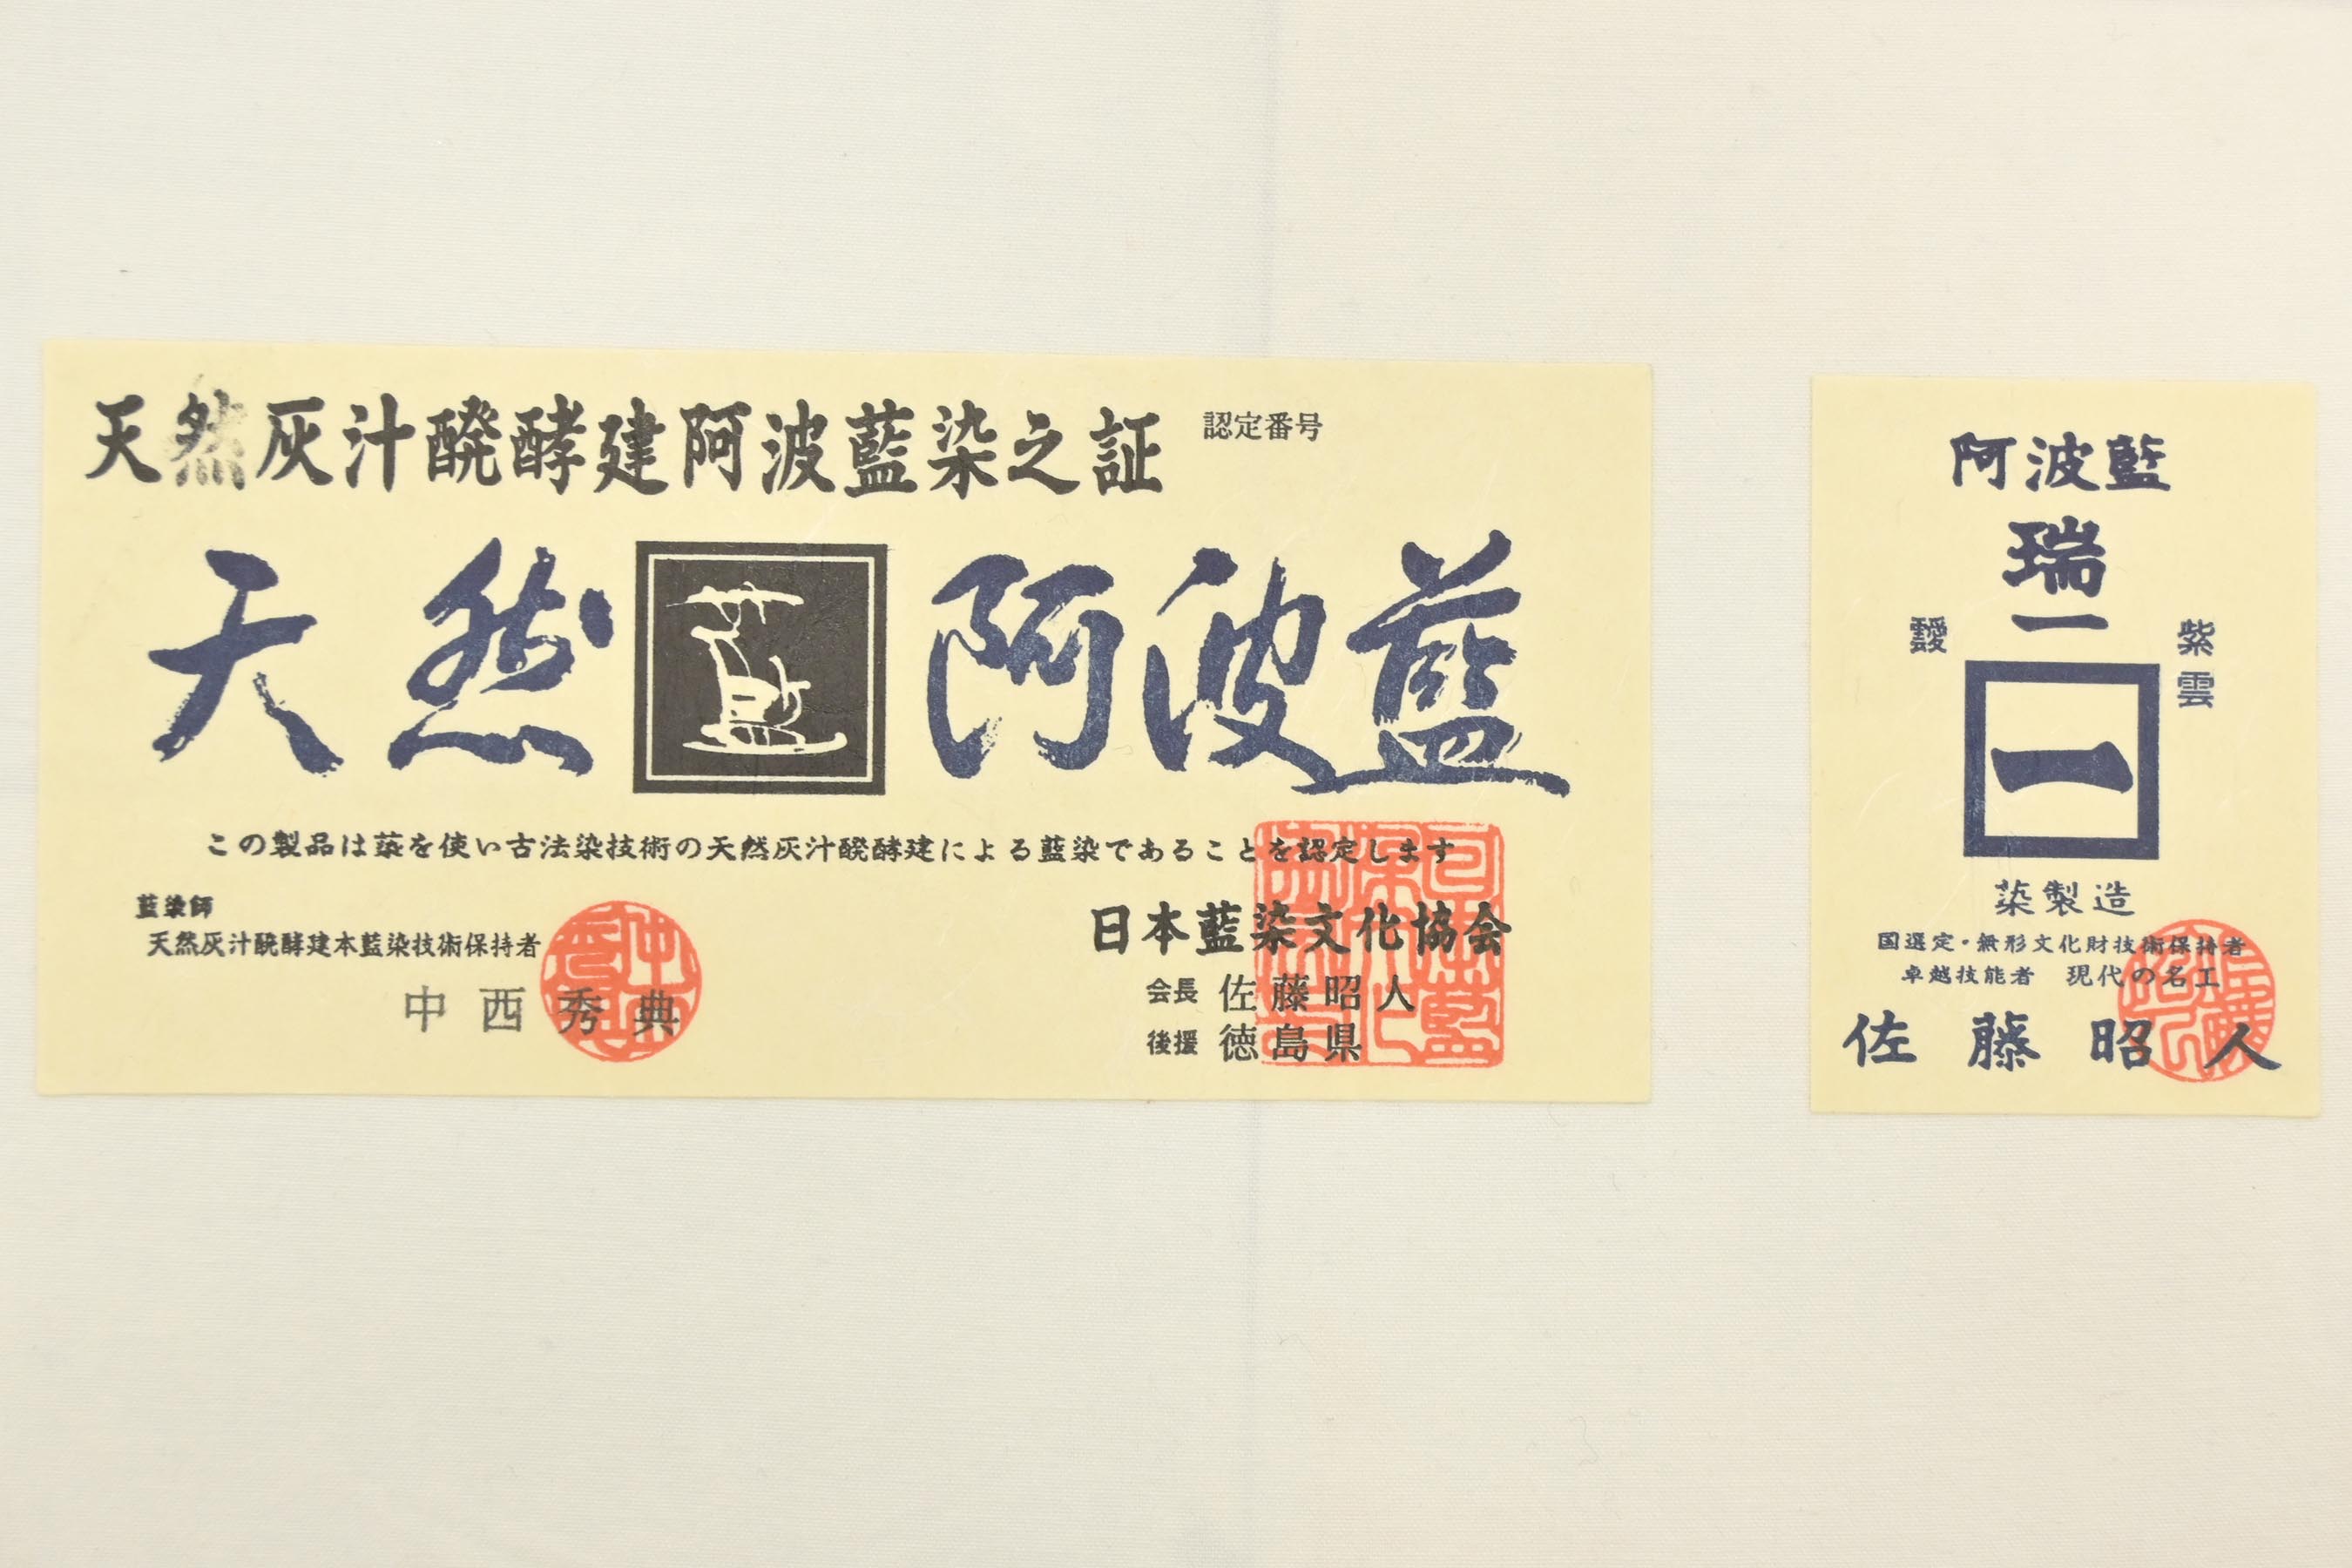 天然灰汁醗酵建阿波藍染之証 認定番号
天然 阿波藍
この製品は蒅を使い古法染技術の天然灰汁醗酵建による藍染であることを認定します
藍染師
天然灰汁醗酵建本藍染技術保持者
中西秀典
日本藍染文化協会
会長 佐藤昭人
後援 徳島県
阿波藍
瑞一
紫雲
靉
一
蒅製造
国選定・無形文化財技術保持者
卓越技能者 現代の名工
佐藤昭人